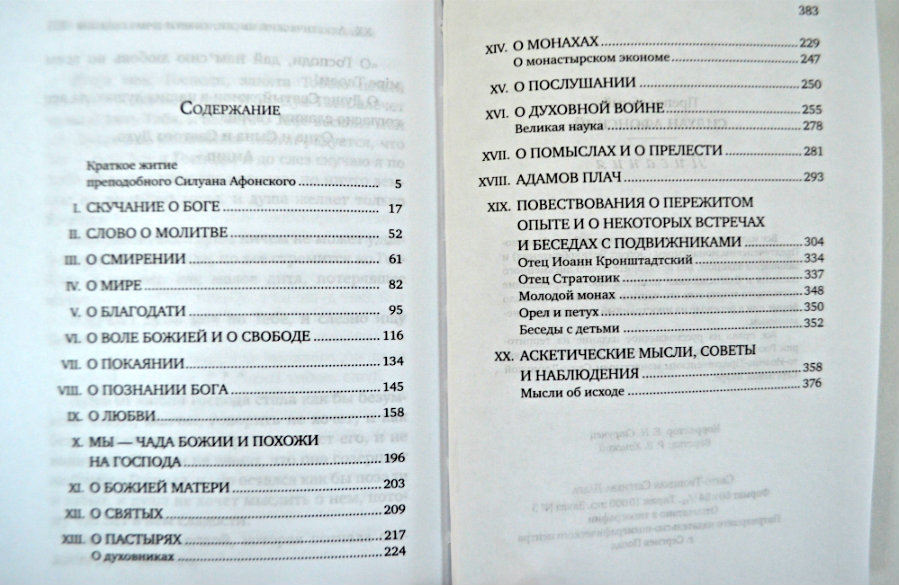 Содержание
Краткое житие
преподобного Силуана Афонского 5
I. СКУЧАНИЕ О БОГЕ 17
II. СЛОВО О МОЛИТВЕ 52
III. О СМИРЕНИИ 61
IV. О МИРЕ 82
V. О БЛАГОДАТИ 95
VI. О ВОЛЕ БОЖИЕЙ И О СВОБОДЕ 116
VII. О ПОКАЯНИИ 134
VIII. О ПОЗНАНИИ БОГА 145
IX. О ЛЮБВИ 158
X. МЫ — ЧАДА БОЖИИ И ПОХОЖИ
НА ГОСПОДА 196
XI. О БОЖИЕЙ МАТЕРИ 203
XII. О СВЯТЫХ 209
XIII. О ПАСТЫРЯХ 217
О духовниках 224
383
XIV. О МОНАХАХ 229
О монастырском экономе 247
XV. О ПОСЛУШАНИИ 250
XVI. О ДУХОВНОЙ ВОЙНЕ 255
Великая наука 278
XVII. О ПОМЫСЛАХ И О ПРЕЛЕСТИ 281
XVIII. АДАМОВ ПЛАЧ 293
XIX. ПОВЕСТВОВАНИЯ О ПЕРЕЖИТОМ
ОПЫТЕ И О НЕКОТОРЫХ ВСТРЕЧАХ
И БЕСЕДАХ С ПОДВИЖНИКАМИ 304
Отец Иоанн Кронштадтский 334
Отец Стратоник 337
Молодой монах 348
Орел и петух 350
Беседы с детьми 352
XX. АСКЕТИЧЕСКИЕ МЫСЛИ, СОВЕТЫ
И НАБЛЮДЕНИЯ 358
Мысли об исходе 376